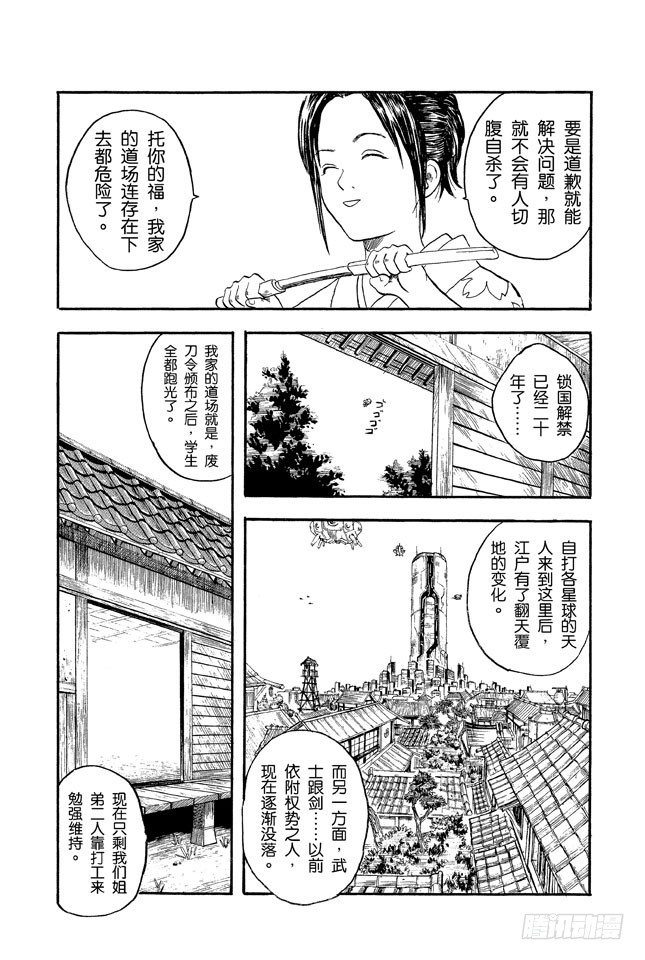 要是道歉就能
解决问题，那
就不会有人切
腹自杀了。
托你的福，我家
的道场连存在下
去都危险了。
锁国解禁
已经二十
年了……
自打各星球的天
人来到这里后，
江户有了翻天覆
地的变化。
而另一方面，武
士跟剑……以前
依附权势之人，
现在逐渐没落。
我家的道场就是，废
刀令颁布之后，学生
全都跑光了。
现在只剩我们姐
弟二人靠打工来
勉强维持。
腾讯动漫